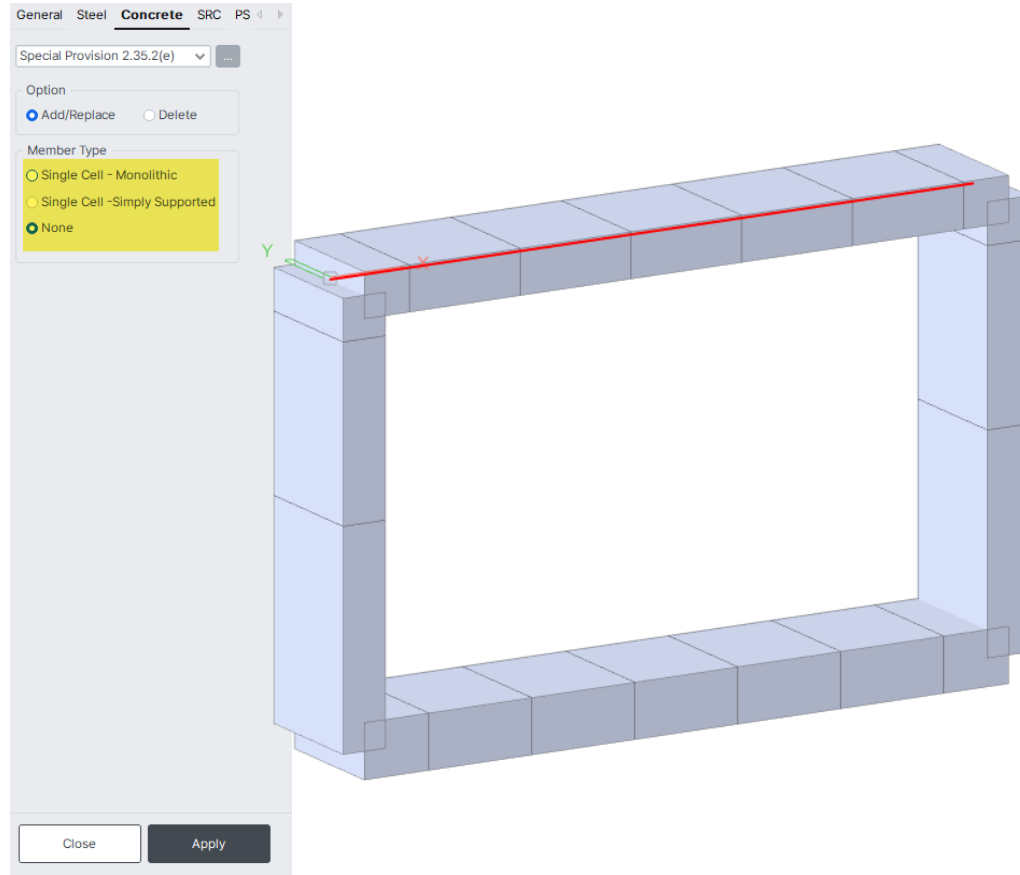 General Steel Concrete SRC PS
Special Provision 2.35.2(e) ...
Option
Add/Replace Delete
Member Type
Single Cell - Monolithic
Single Cell -Simply Supported
None
Y
X
Close Apply